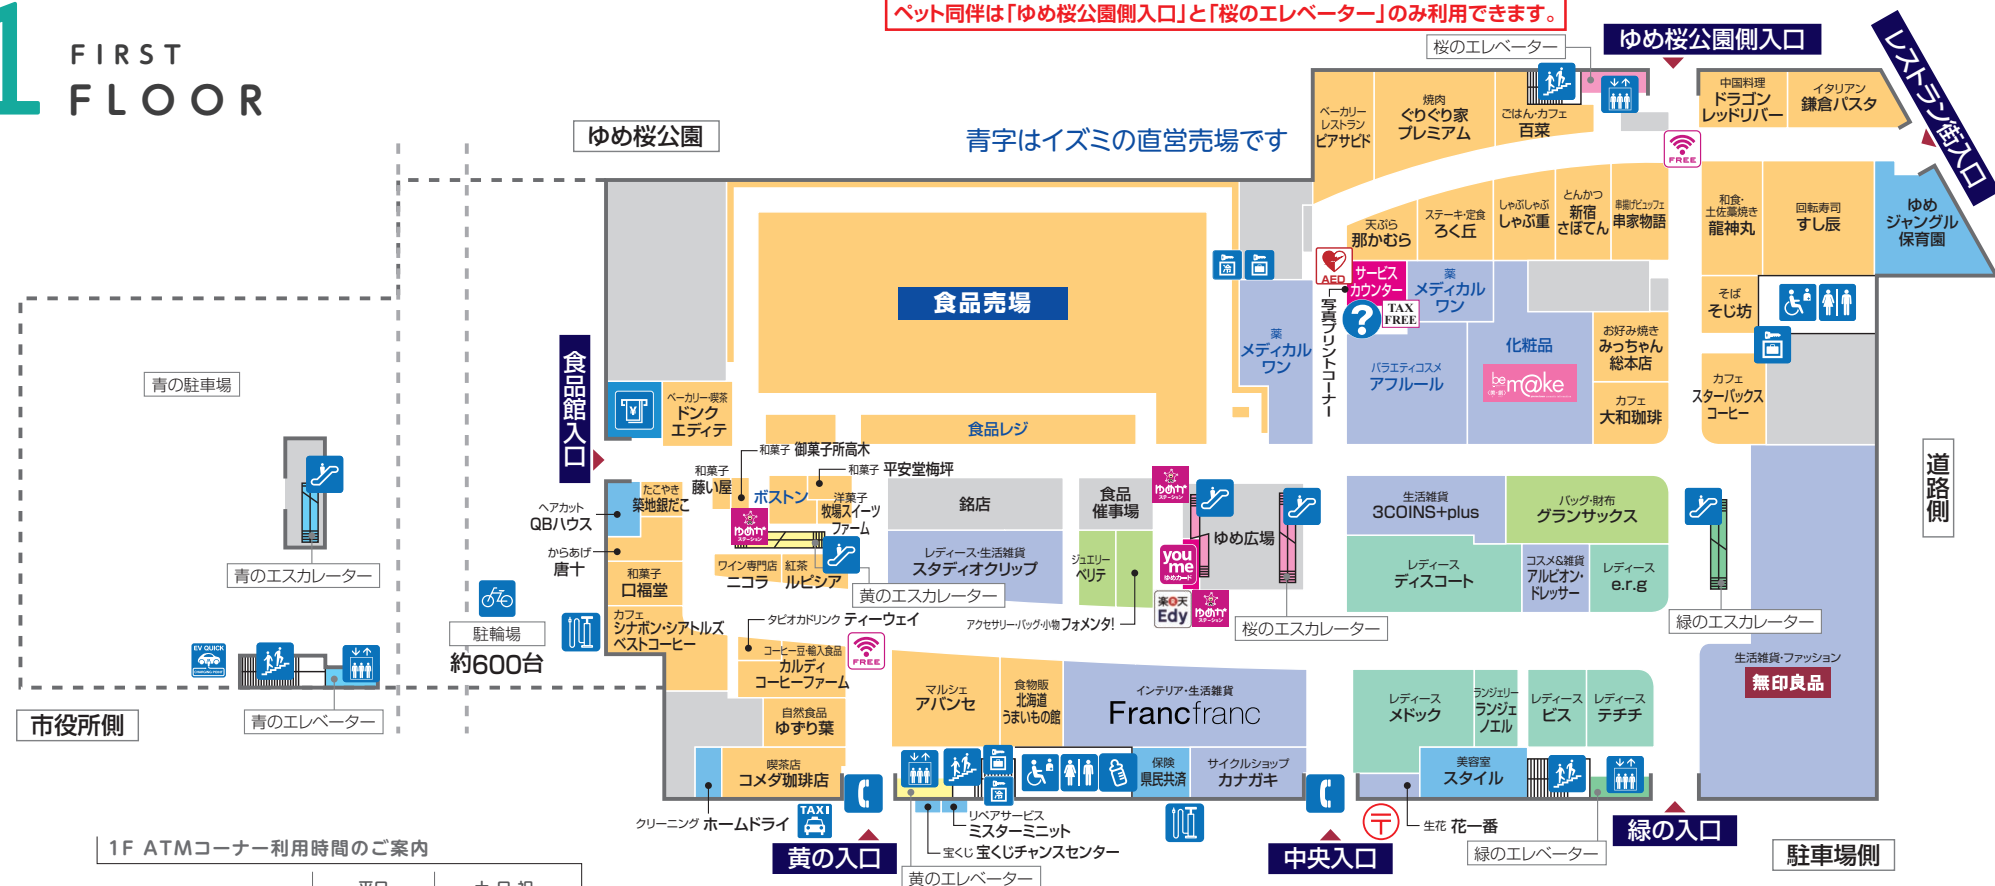 ペット同伴は「ゆめ桜公園側入口」と「桜のエレベーター」のみ利用できます。
1
FIRST
FLOOR
桜のエレベーター
ゆめ桜公園側入口
レストラン街入口
ゆめ桜公園
青字はイズミの直営売場です
ベーカリー
レストラン
ピアサピド
焼肉
ぐりぐり家
プレミアム
ごはん・カフェ
百菜
中国料理
ドラゴン
レッドリバー
イタリアン
鎌倉パスタ
FREE
天ぷら
那かむら
ステーキ・定食
ろく丘
しゃぶしゃぶ
しゃぶ重
とんかつ
新宿
さぼてん
串揚げビュッフェ
串家物語
和食・
土佐藁焼き
龍神丸
回転寿司
すし辰
ゆめ
ジャングル
保育園
食品売場
冷
AED
サービス
カウンター
?
TAX
FREE
写真プリントコーナー
薬
メディカル
ワン
薬
メディカル
ワン
バラエティコスメ
アフルール
化粧品
be m@ke
お好み焼き
みっちゃん
総本店
カフェ
大和珈琲
そば
そじ坊
カフェ
スターバックス
コーヒー
青の駐車場
食品館入口
¥
ベーカリー・喫茶
ドンク
エディテ
食品レジ
和菓子 御菓子所高木
和菓子 平安堂梅坪
和菓子
藤い屋
ボストン
洋菓子
牧場スイーツ
ファーム
たこやき
築地銀だこ
ヘアカット
QBハウス
からあげ
唐十
和菓子
口福堂
ゆめか
ステーション
ワイン専門店
ニコラ
紅茶
ルピシア
黄のエスカレーター
銘店
レディース・生活雑貨
スタディオクリップ
食品
催事場
ジュエリー
ベリテ
アクセサリー・バッグ・小物 フォメンタ!
ゆめか
ステーション
ゆめ広場
you
me
ゆめカード
楽天
Edy
ゆめか
ステーション
桜のエスカレーター
生活雑貨
3COINS+plus
バッグ・財布
グランサックス
レディース
ディスコート
コスメ&雑貨
アルビオン・
ドレッサー
レディース
e.r.g
緑のエスカレーター
道路側
生活雑貨・ファッション
無印良品
青のエスカレーター
駐輪場
約600台
EV QUICK
青のエレベーター
市役所側
カフェ
シナボン・シアトルズ
ベストコーヒー
タピオカドリンク ティーウェイ
FREE
コーヒー豆・輸入食品
カルディ
コーヒーファーム
自然食品
ゆずり葉
喫茶店
コメダ珈琲店
クリーニング ホームドライ
TAXI
マルシェ
アバンセ
食物販
北海道
うまいもの館
インテリア・生活雑貨
Francfranc
冷
保険
県民共済
サイクルショップ
カナガキ
リペアサービス
ミスターミニット
宝くじ 宝くじチャンスセンター
黄の入口
黄のエレベーター
中央入口
レディース
メドック
ランジェリー
ランジェ
ノエル
レディース
ビス
レディース
テチチ
美容室
スタイル
〒
生花 花一番
緑のエレベーター
緑の入口
駐車場側
1F ATMコーナー利用時間のご案内